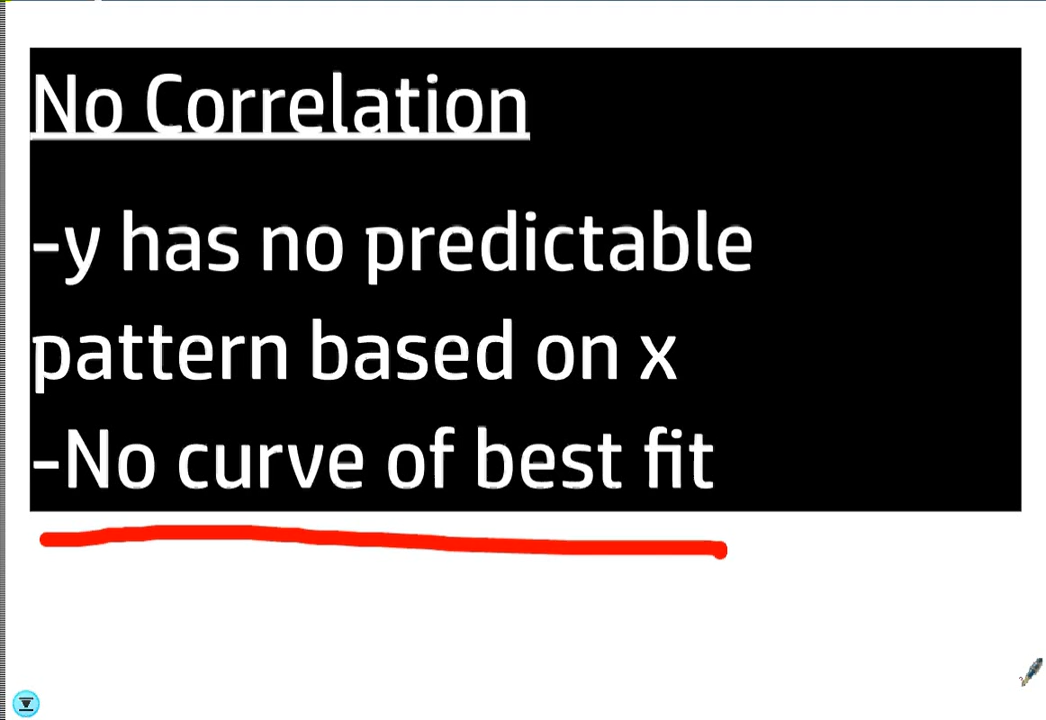 No Correlation
-y has no predictable
pattern based on x
-No curve of best fit